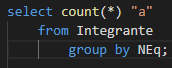 select count(*) "a"
from Integrante
group by NEq;